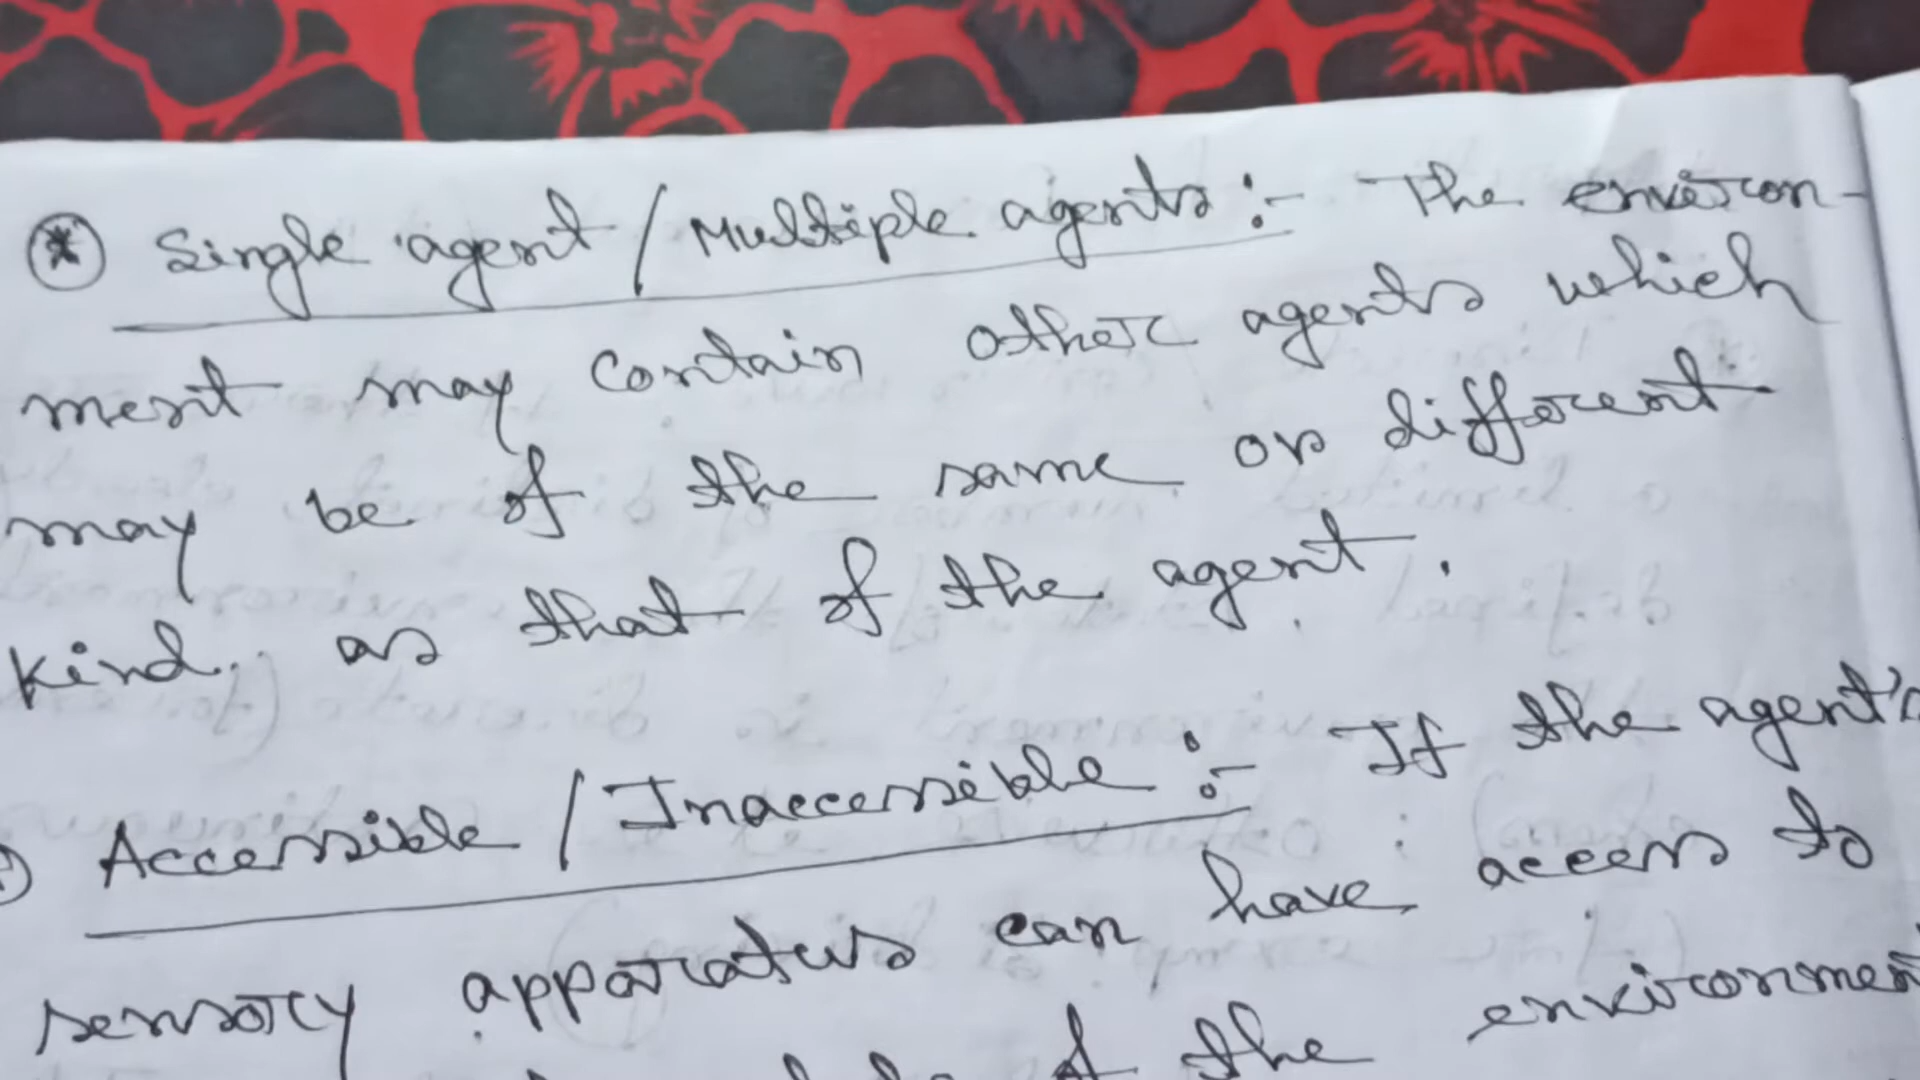 * Single agent / Multiple agents :- The environ-
ment may contain other agents which
may be of the same or different
kind as that of the agent.
Accessible / Inaccessible :- If the agent's
sensory apparatus can have access to
of the environment